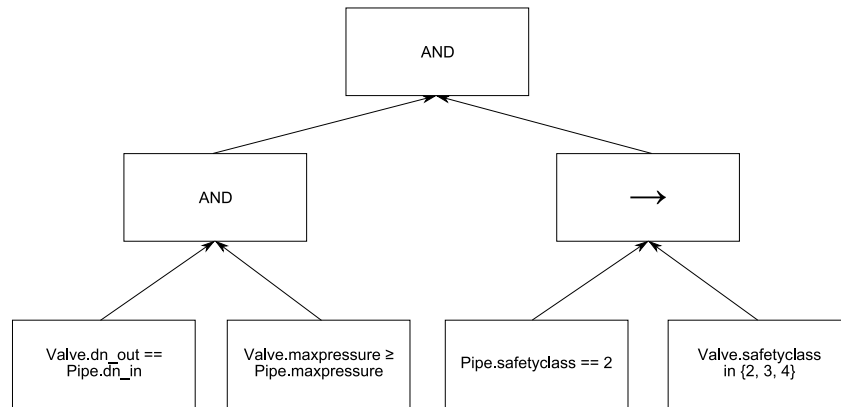 AND
AND
→
Valve.dn_out ==
Pipe.dn_in
Valve.maxpressure ≥
Pipe.maxpressure
Pipe.safetyclass == 2
Valve.safetyclass
in {2, 3, 4}